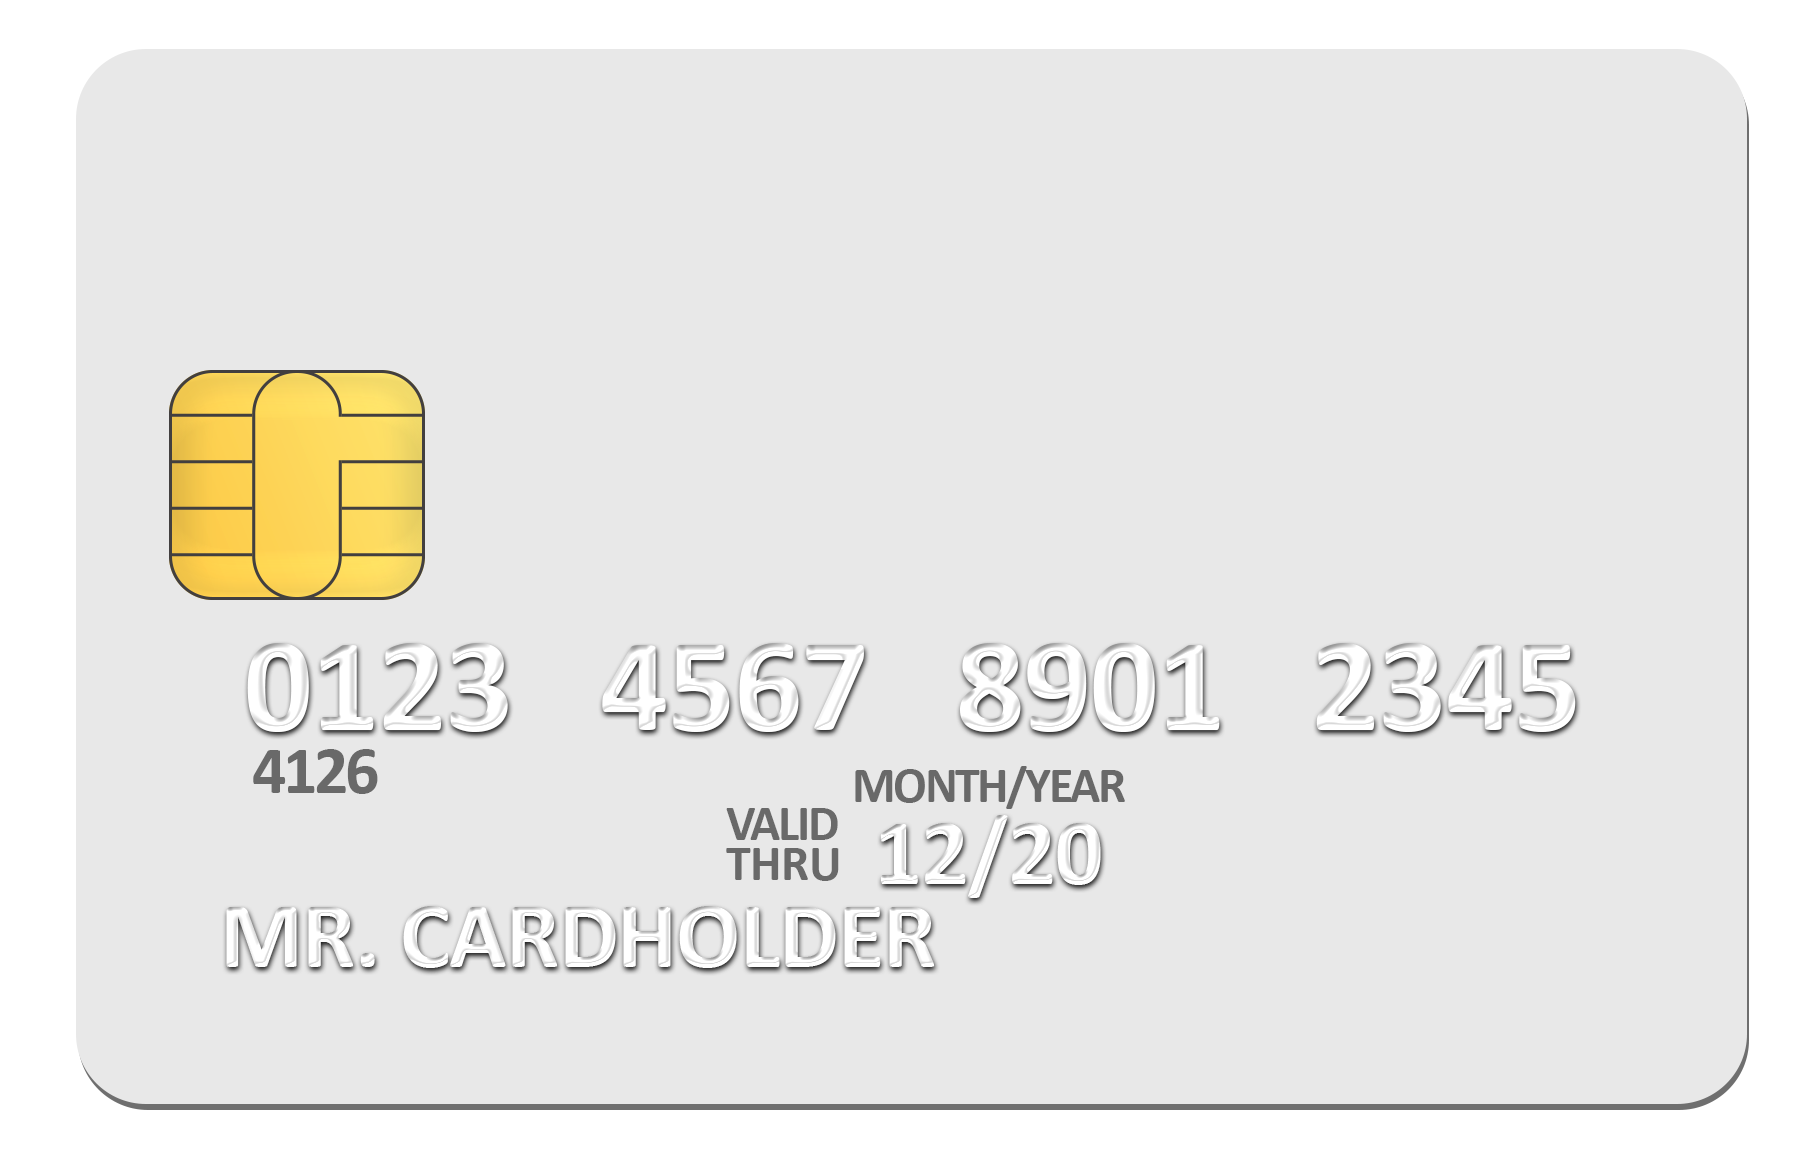 0123 4567 8901 2345
4126
MONTH/YEAR
VALID THRU 12/20
MR. CARDHOLDER